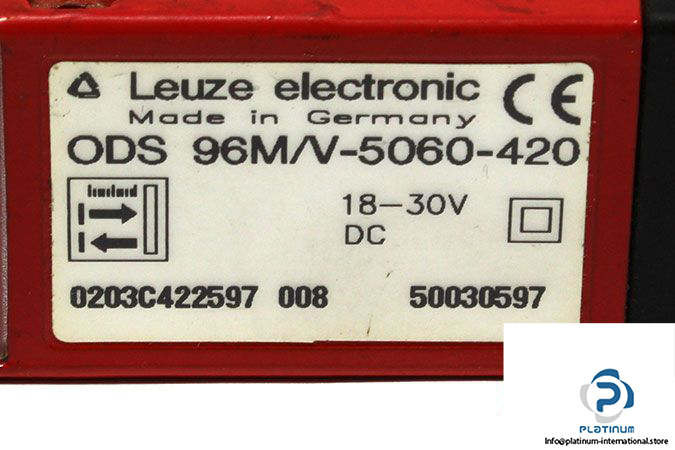 Leuze electronic
Made in Germany
CE
ODS 96M/V-5060-420
18-30V
DC
0203C422597 008 50030597
P
PLATINUM
Info@platinum-international.store